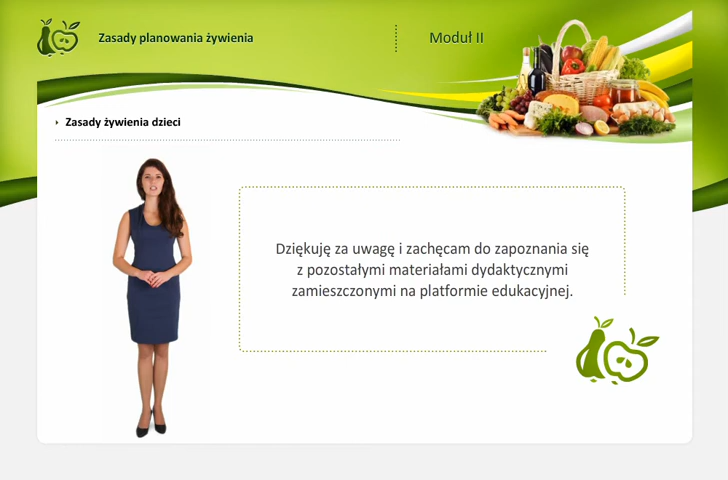 Zasady planowania żywienia
Moduł II
Zasady żywienia dzieci
Dziękuję za uwagę i zachęcam do zapoznania się
z pozostałymi materiałami dydaktycznymi
zamieszczonymi na platformie edukacyjnej.